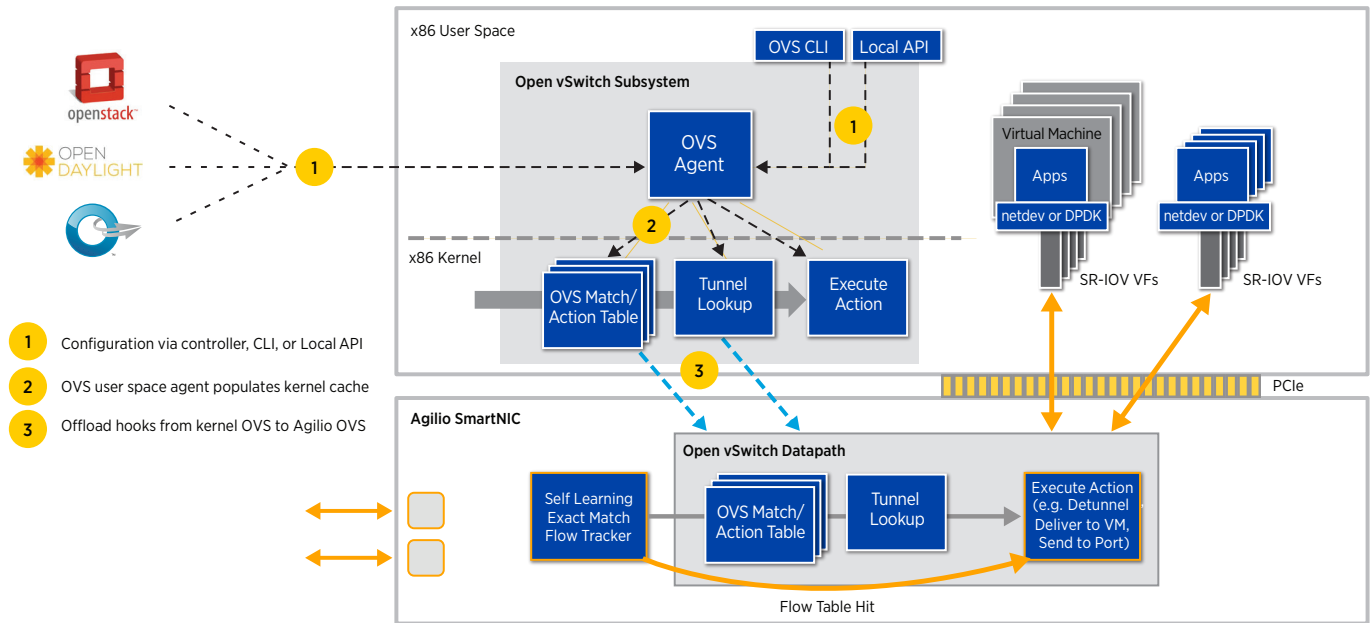 x86 User Space
OVS CLI
Local API
Open vSwitch Subsystem
openstack™
OPEN
DAYLIGHT
1
1
OVS
Agent
2
Virtual Machine
Apps
netdev or DPDK
Apps
netdev or DPDK
x86 Kernel
SR-IOV VFs
SR-IOV VFs
OVS Match/
Action Table
Tunnel
Lookup
Execute
Action
1 Configuration via controller, CLI, or Local API
2 OVS user space agent populates kernel cache
3 Offload hooks from kernel OVS to Agilio OVS
3
PCIe
Agilio SmartNIC
Open vSwitch Datapath
Self Learning
Exact Match
Flow Tracker
OVS Match/
Action Table
Tunnel
Lookup
Execute Action
(e.g. Detunnel
Deliver to VM,
Send to Port)
Flow Table Hit